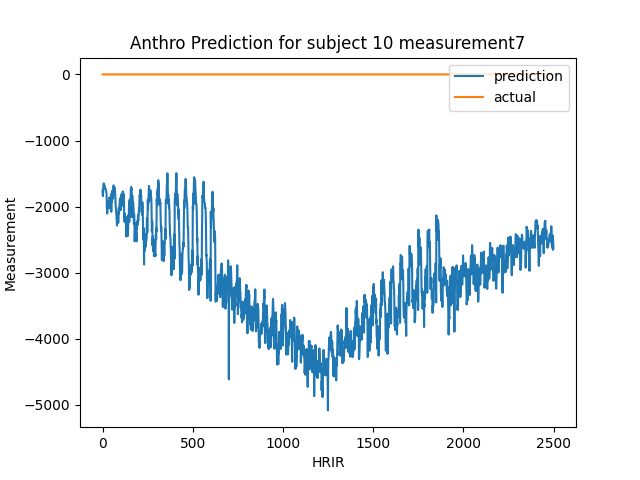 Anthro Prediction for subject 10 measurement7
prediction
actual
0
−1000
−2000
−3000
−4000
−5000
Measurement
0 500 1000 1500 2000 2500
HRIR